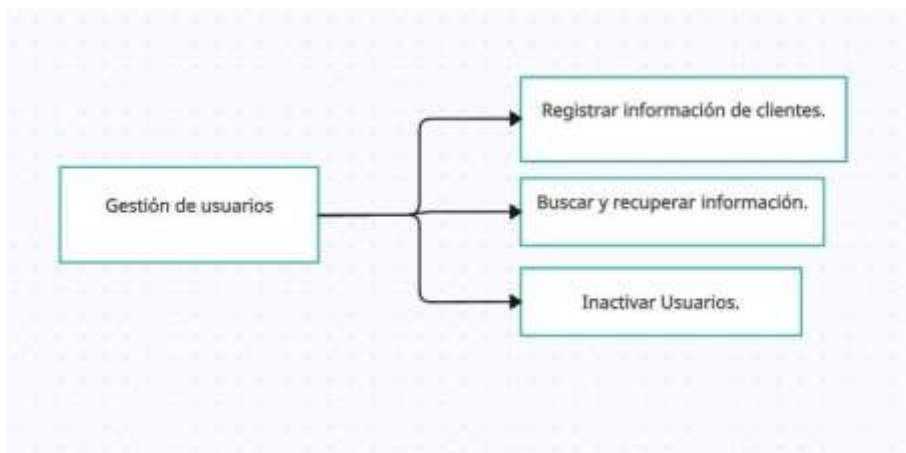 Gestión de usuarios
Registrar información de clientes.
Buscar y recuperar información.
Inactivar Usuarios.